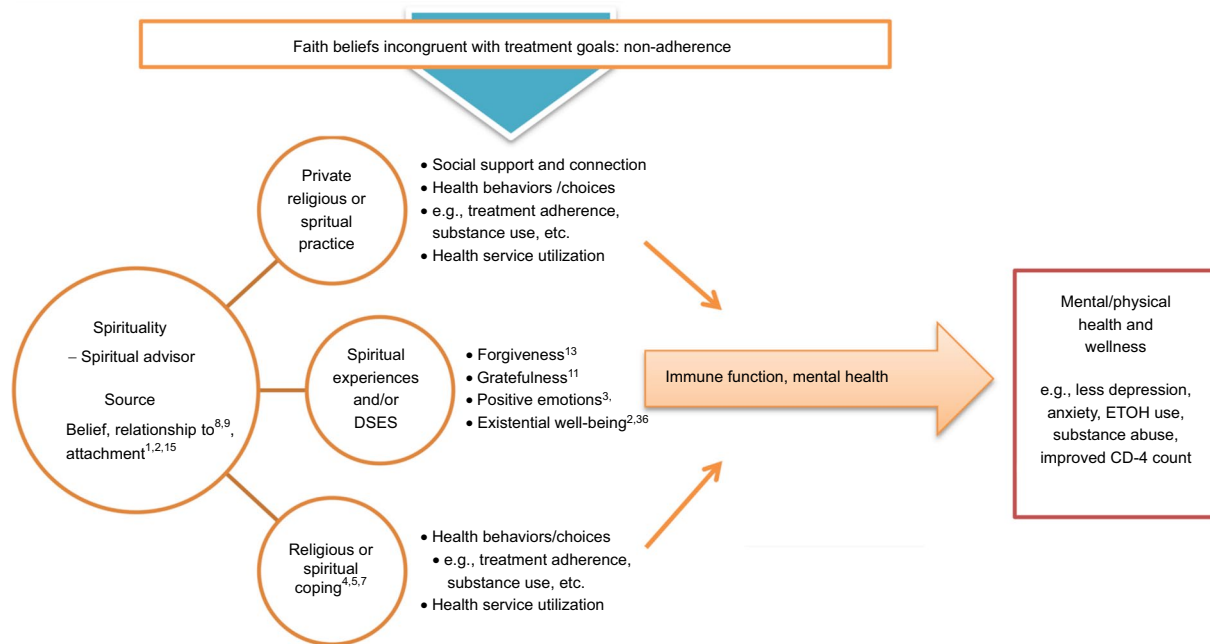 Faith beliefs incongruent with treatment goals: non-adherence
Private
religious or
spritual
practice
• Social support and connection
• Health behaviors /choices
• e.g., treatment adherence,
substance use, etc.
• Health service utilization
Spirituality
– Spiritual advisor
Source
Belief, relationship to8,9,
attachment1,2,15
Spiritual
experiences
and/or
DSES
• Forgiveness13
• Gratefulness11
• Positive emotions3,
• Existential well-being2,36
Immune function, mental health
Mental/physical
health and
wellness
e.g., less depression,
anxiety, ETOH use,
substance abuse,
improved CD-4 count
Religious or
spiritual
coping4,5,7
• Health behaviors/choices
• e.g., treatment adherence,
substance use, etc.
• Health service utilization